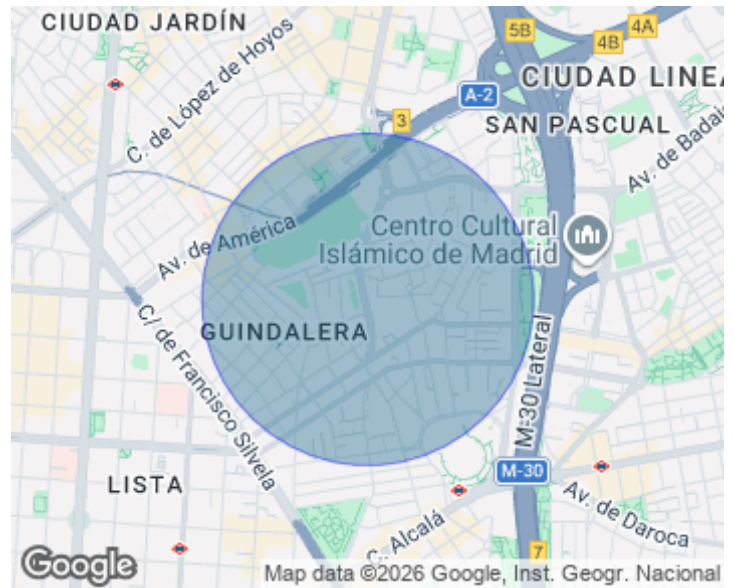 CIUDAD JARDÍN
5B
4B
4A
C. de López de Hoyos
A-2
3
CIUDAD LINEA
SAN PASCUAL
Av. de Badaj
Av. de América
Centro Cultural
Islámico de Madrid
GUINDALERA
C/ de Francisco Silvela
M-30 Lateral
LISTA
M-30
C. Alcalá
Av. de Daroca
7
Google
Map data ©2026 Google, Inst. Geogr. Nacional